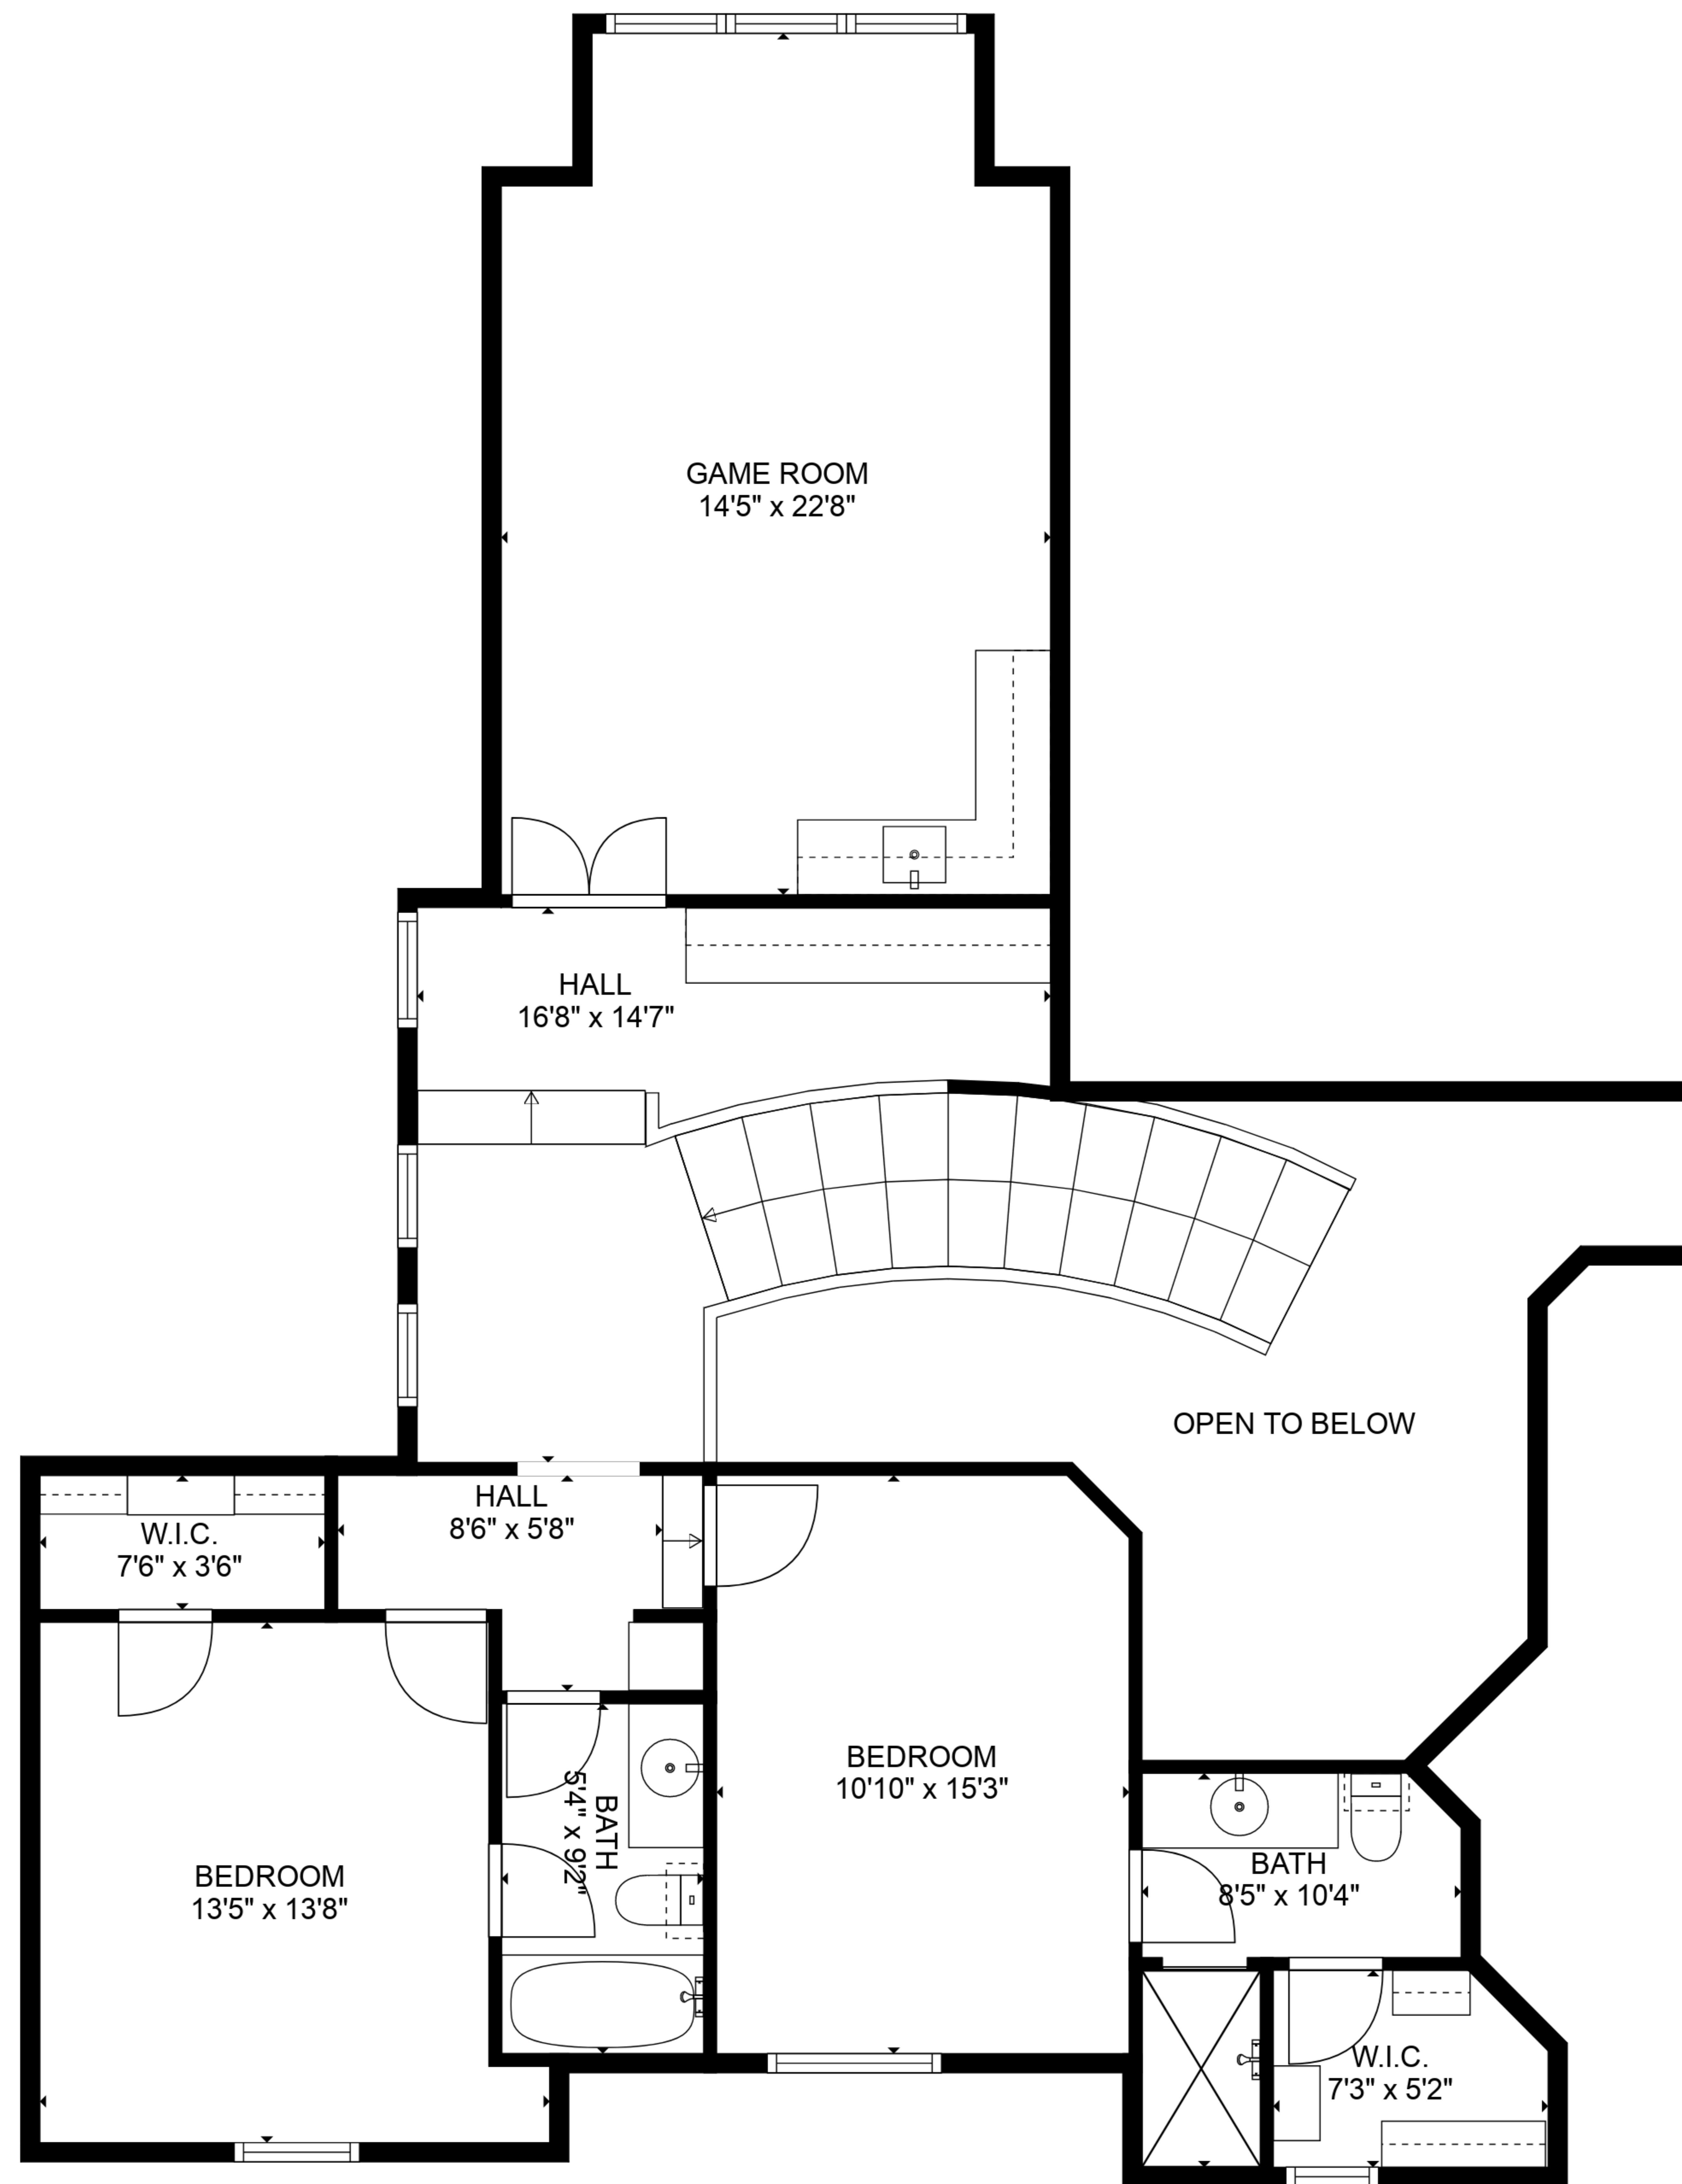 GAME ROOM
14'5" x 22'8"
HALL
16'8" x 14'7"
OPEN TO BELOW
HALL
8'6" x 5'8"
W.I.C.
7'6" x 3'6"
BEDROOM
10'10" x 15'3"
BATH
5'4" x 9'2"
BATH
8'5" x 10'4"
BEDROOM
13'5" x 13'8"
W.I.C.
7'3" x 5'2"